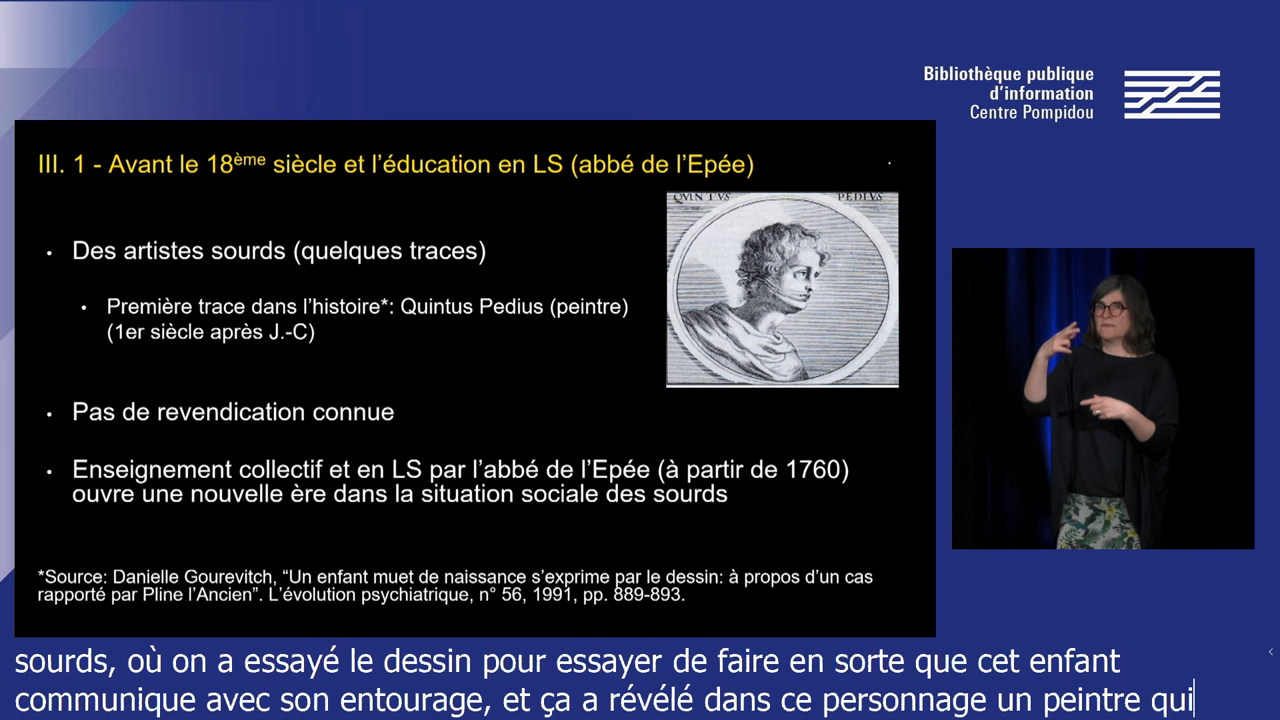 Bibliothèque publique
d’information
Centre Pompidou
III. 1 - Avant le 18ème siècle et l’éducation en LS (abbé de l’Epée)
QVINTVS PEDIVS
• Des artistes sourds (quelques traces)
• Première trace dans l’histoire*: Quintus Pedius (peintre)
(1er siècle après J.-C)
• Pas de revendication connue
• Enseignement collectif et en LS par l’abbé de l’Epée (à partir de 1760)
ouvre une nouvelle ère dans la situation sociale des sourds
*Source: Danielle Gourevitch, “Un enfant muet de naissance s’exprime par le dessin: à propos d’un cas
rapporté par Pline l’Ancien”. L’évolution psychiatrique, n° 56, 1991, pp. 889-893.
sourds, où on a essayé le dessin pour essayer de faire en sorte que cet enfant
communique avec son entourage, et ça a révélé dans ce personnage un peintre qui